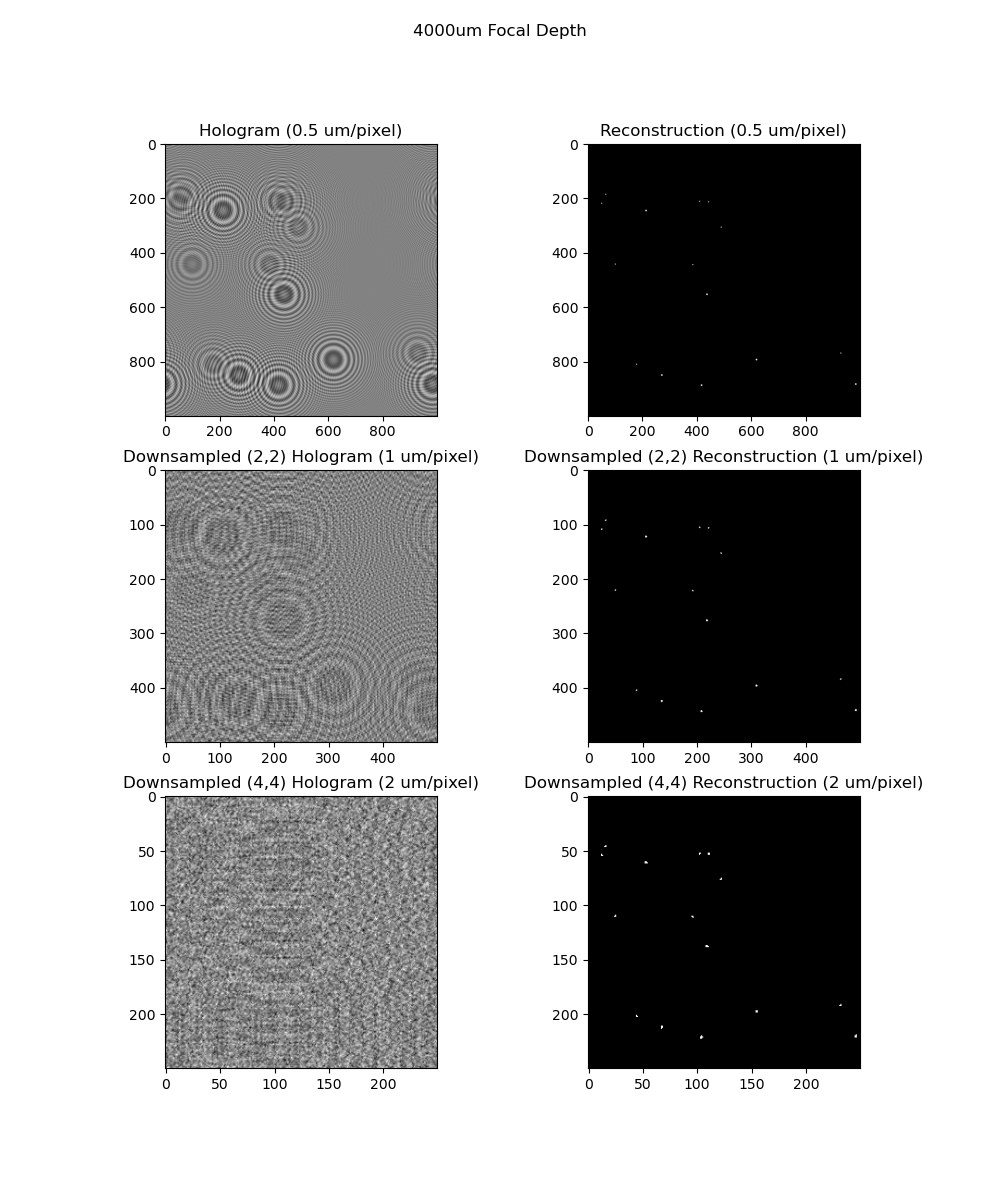 4000um Focal Depth
Hologram (0.5 um/pixel)
0
200
400
600
800
0 200 400 600 800
Reconstruction (0.5 um/pixel)
0
200
400
600
800
0 200 400 600 800
Downsampled (2,2) Hologram (1 um/pixel)
0
100
200
300
400
0 100 200 300 400
Downsampled (2,2) Reconstruction (1 um/pixel)
0
100
200
300
400
0 100 200 300 400
Downsampled (4,4) Hologram (2 um/pixel)
0
50
100
150
200
0 50 100 150 200
Downsampled (4,4) Reconstruction (2 um/pixel)
0
50
100
150
200
0 50 100 150 200